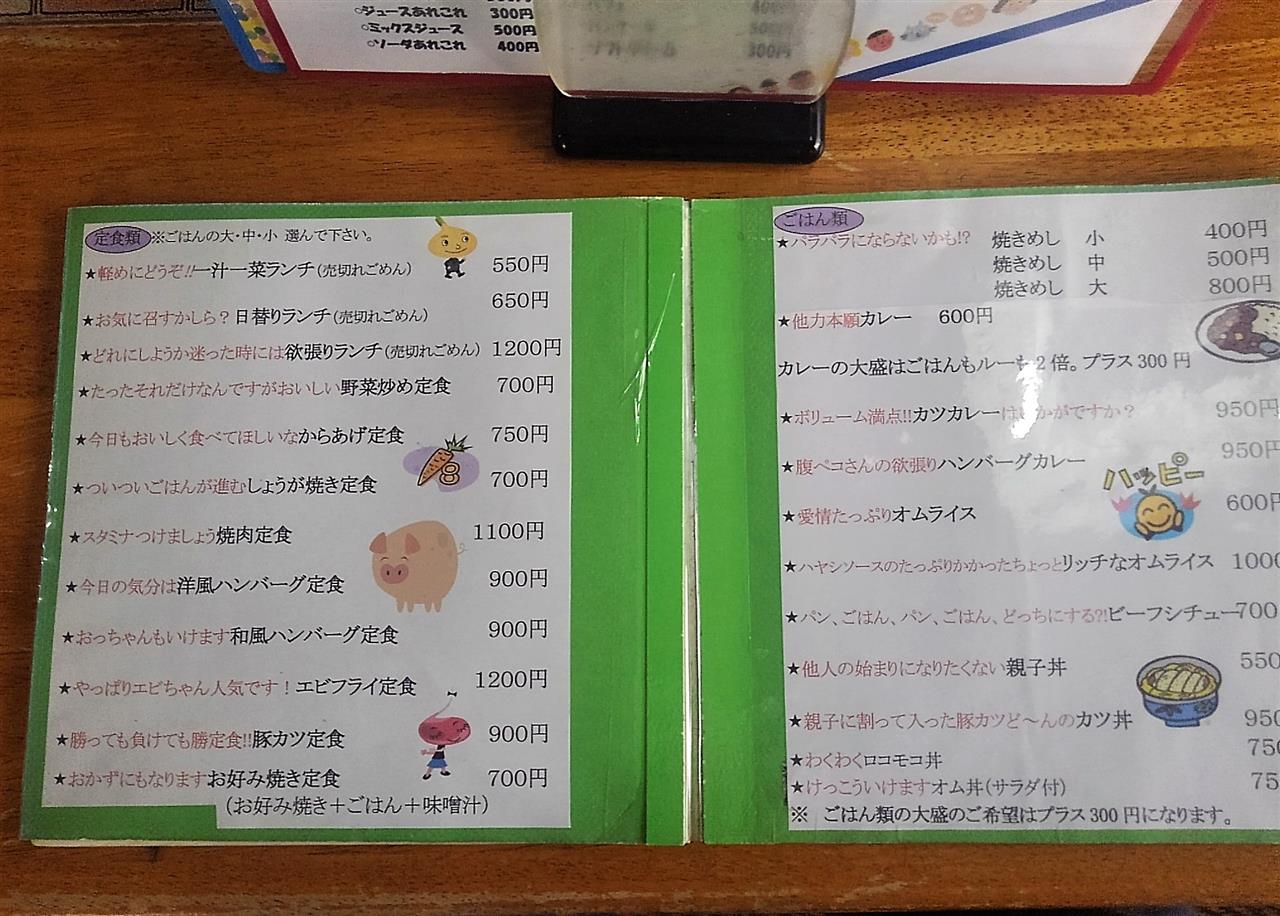 ○ジュースあれこれ 300円
○ミックスジュース 500円
○ソーダあれこれ 400円
定食類 ※ごはんの大・中・小 選んで下さい。
★軽めにどうぞ!!一汁一菜ランチ(売切れごめん) 550円
★お気に召すかしら?日替りランチ(売切れごめん) 650円
★どれにしようか迷った時には欲張りランチ(売切れごめん) 1200円
★たったそれだけなんですがおいしい野菜炒め定食 700円
★今日もおいしく食べてほしいなからあげ定食 750円
★ついついごはんが進むしょうが焼き定食 700円
★スタミナつけましょう焼肉定食 1100円
★今日の気分は洋風ハンバーグ定食 900円
★おっちゃんもいけます和風ハンバーグ定食 900円
★やっぱりエビちゃん人気です!エビフライ定食 1200円
★勝っても負けても勝定食!!豚カツ定食 900円
★おかずにもなりますお好み焼き定食 700円
(お好み焼き+ごはん+味噌汁)
ごはん類
★パラパラにならないかも!? 焼きめし 小 400円
焼きめし 中 500円
焼きめし 大 800円
★他力本願カレー 600円
カレーの大盛はごはんもルーも2倍。プラス300円
★ボリューム満点!!カツカレーはいかがですか? 950円
★腹ペコさんの欲張りハンバーグカレー 950円
ハッピー
★愛情たっぷりオムライス 600円
★ハヤシソースのたっぷりかかったちょっとリッチなオムライス 1000
★パン、ごはん、パン、ごはん、どっちにする?!ビーフシチュー 700
★他人の始まりになりたくない親子丼 550
★親子に割って入った豚カツど〜んのカツ丼 950
★わくわくロコモコ丼 750
★けっこういけますオム丼(サラダ付) 75
※ ごはん類の大盛のご希望はプラス300円になります。